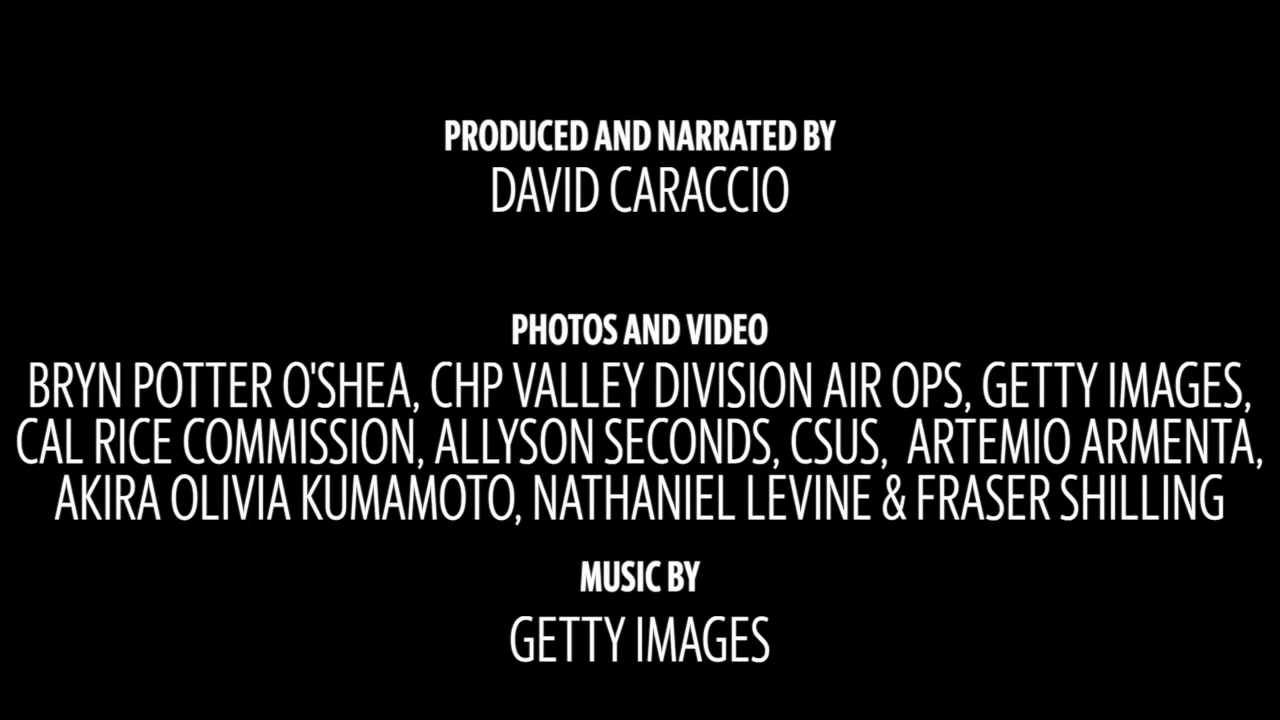 PRODUCED AND NARRATED BY
DAVID CARACCIO
PHOTOS AND VIDEO
BRYN POTTER O'SHEA, CHP VALLEY DIVISION AIR OPS, GETTY IMAGES,
CAL RICE COMMISSION, ALLYSON SECONDS, CSUS, ARTEMIO ARMENTA,
AKIRA OLIVIA KUMAMOTO, NATHANIEL LEVINE & FRASER SHILLING
MUSIC BY
GETTY IMAGES